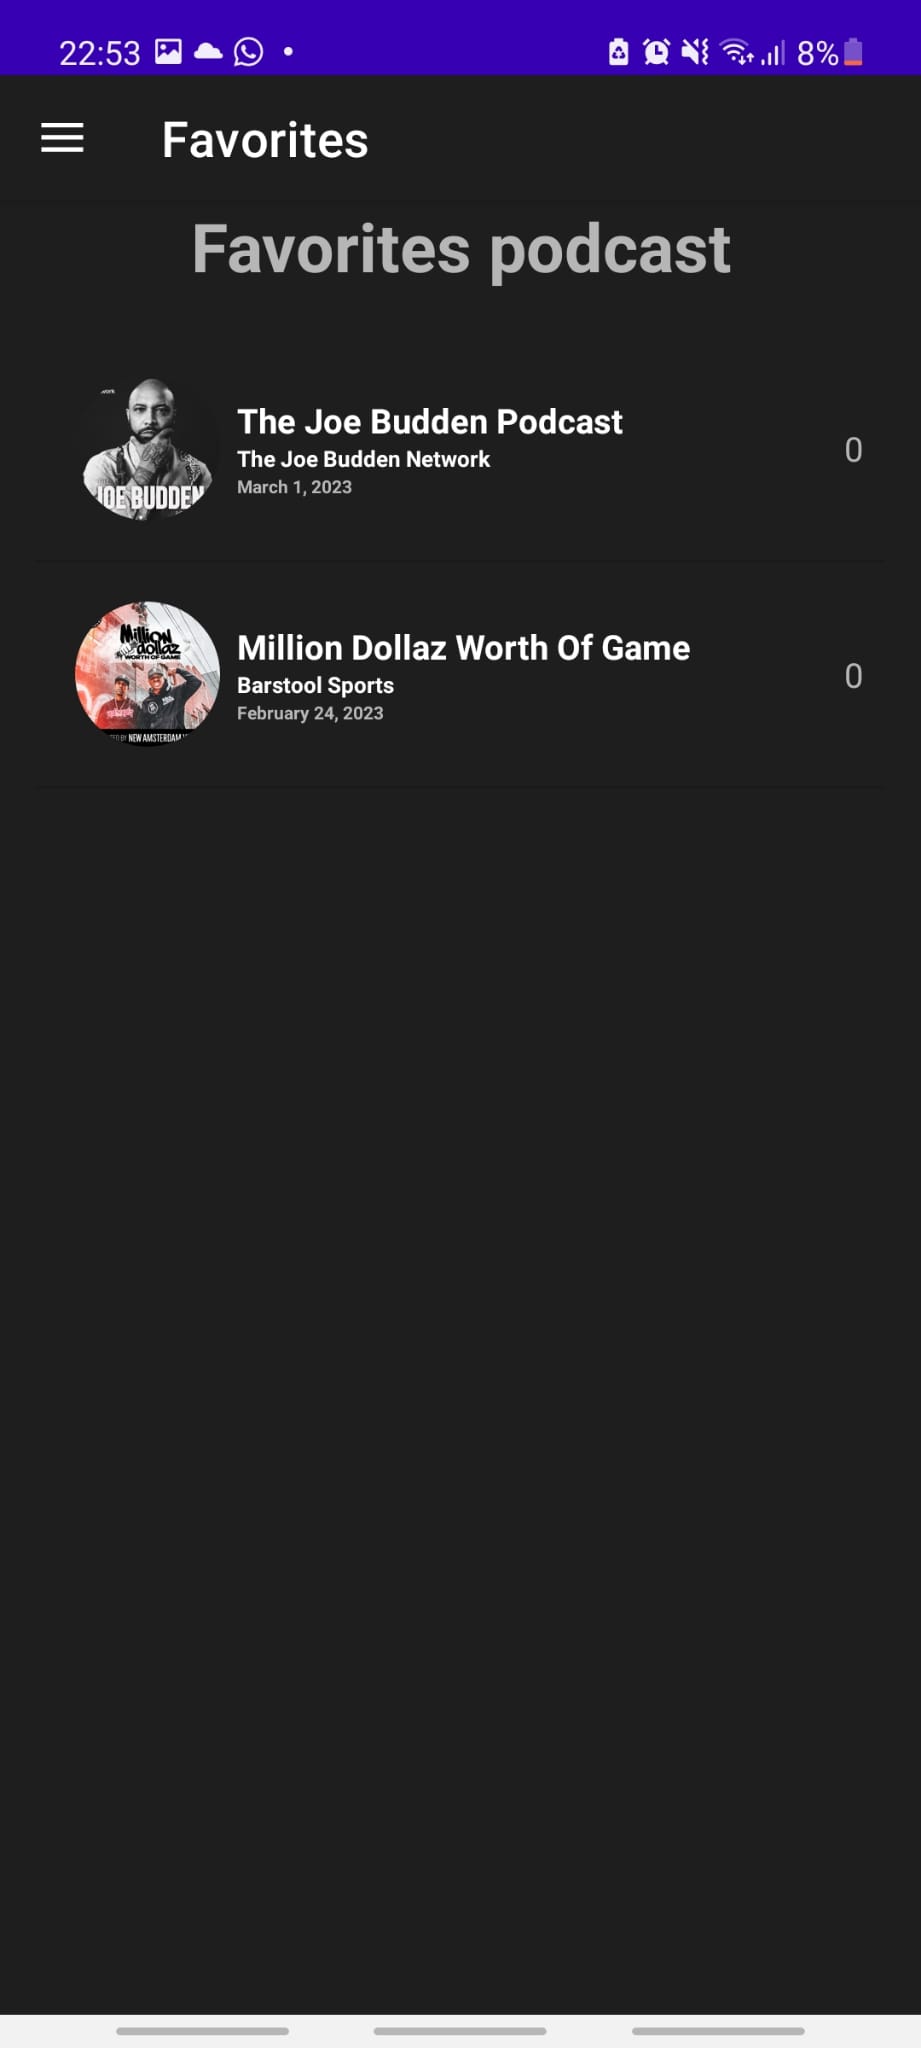 22:53
8%
Favorites
Favorites podcast
The Joe Budden Podcast
The Joe Budden Network
March 1, 2023
0
JOE BUDDEN
Million Dollaz Worth Of Game
Barstool Sports
February 24, 2023
0
Million
dollaz
WORTH OF GAME
NEW AMSTERDAM